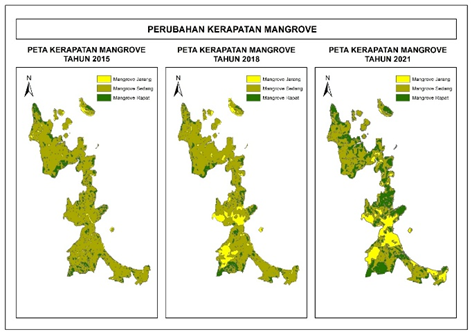 PERUBAHAN KERAPATAN MANGROVE
PETA KERAPATAN MANGROVE
TAHUN 2015
N
Mangrove Jarang
Mangrove Sedang
Mangrove Rapat
PETA KERAPATAN MANGROVE
TAHUN 2018
N
Mangrove Jarang
Mangrove Sedang
Mangrove Rapat
PETA KERAPATAN MANGROVE
TAHUN 2021
N
Mangrove Jarang
Mangrove Sedang
Mangrove Rapat